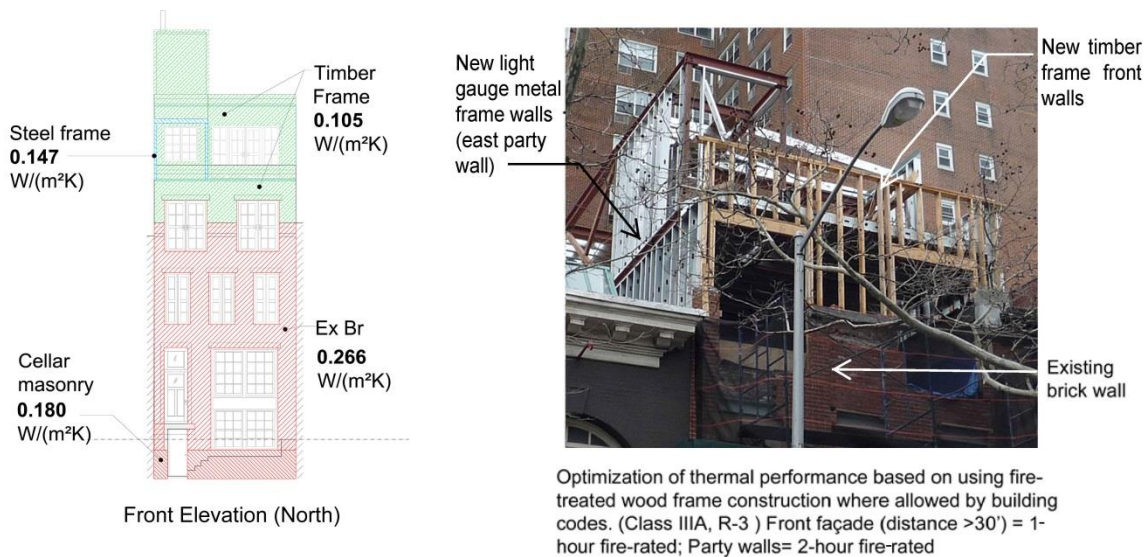 Timber
Frame
0.105
W/(m²K)
Steel frame
0.147
W/(m²K)
Ex Br
0.266
W/(m²K)
Cellar
masonry
0.180
W/(m²K)
Front Elevation (North)
New light
gauge metal
frame walls
(east party
wall)
New timber
frame front
walls
Existing
brick wall
Optimization of thermal performance based on using fire-
treated wood frame construction where allowed by building
codes. (Class IIIA, R-3 ) Front façade (distance >30') = 1-
hour fire-rated; Party walls= 2-hour fire-rated